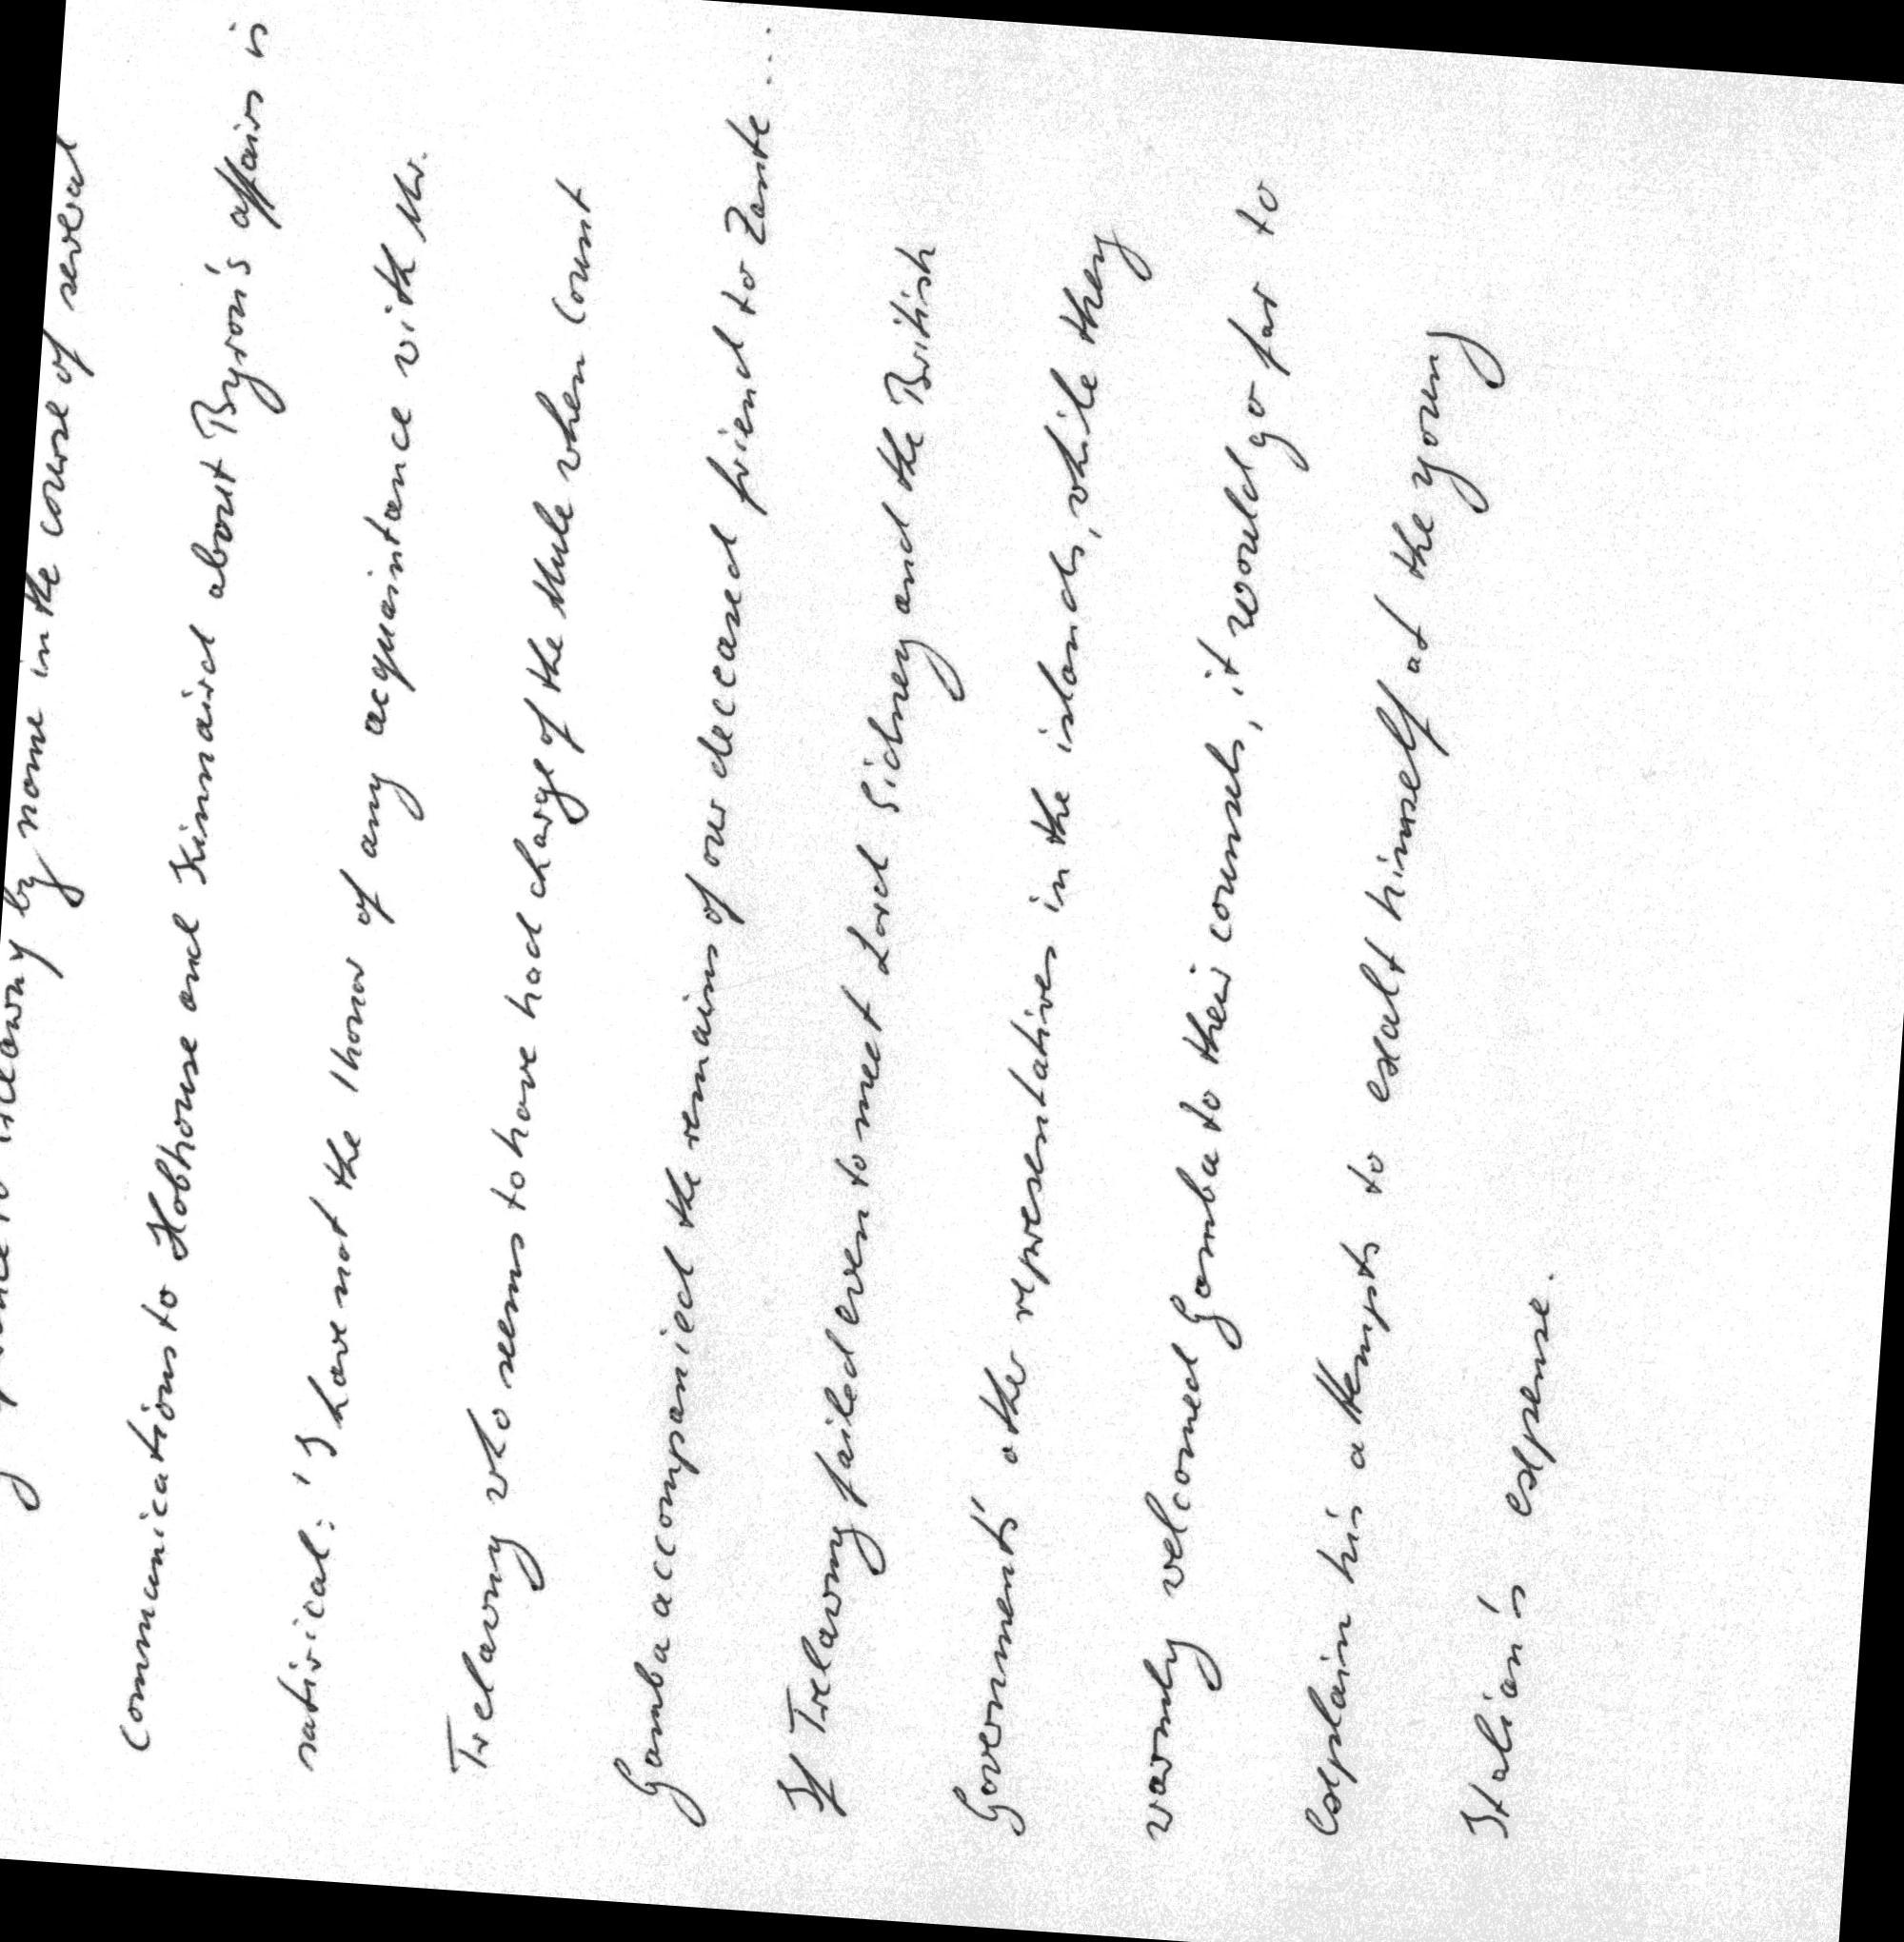 to Trelawny by name in the course of several
communications to Hobhouse and Kinnaird about Byron's affairs is
satirical: 'I have not the honour of any acquaintance with Mr.
Trelawny who seems to have had charge of the Mule when Count
Gamba accompanied the remains of our deceased friend to Zante...
If Trelawny failed even to meet Lord Sidney and the British
Governments' other representatives in the islands, while they
warmly welcomed Gamba to their counsels, it would go far to
explain his attempts to exalt himself at the young
Italian's expense.